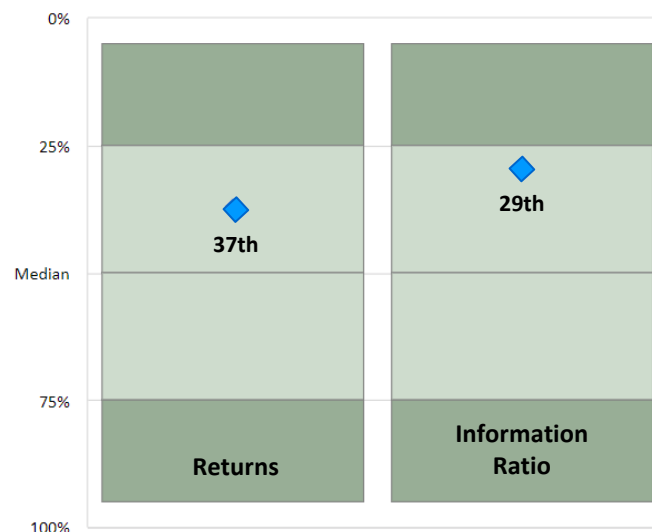 0%
25%
29th
37th
Median
75%
Information
Ratio
Returns
100%